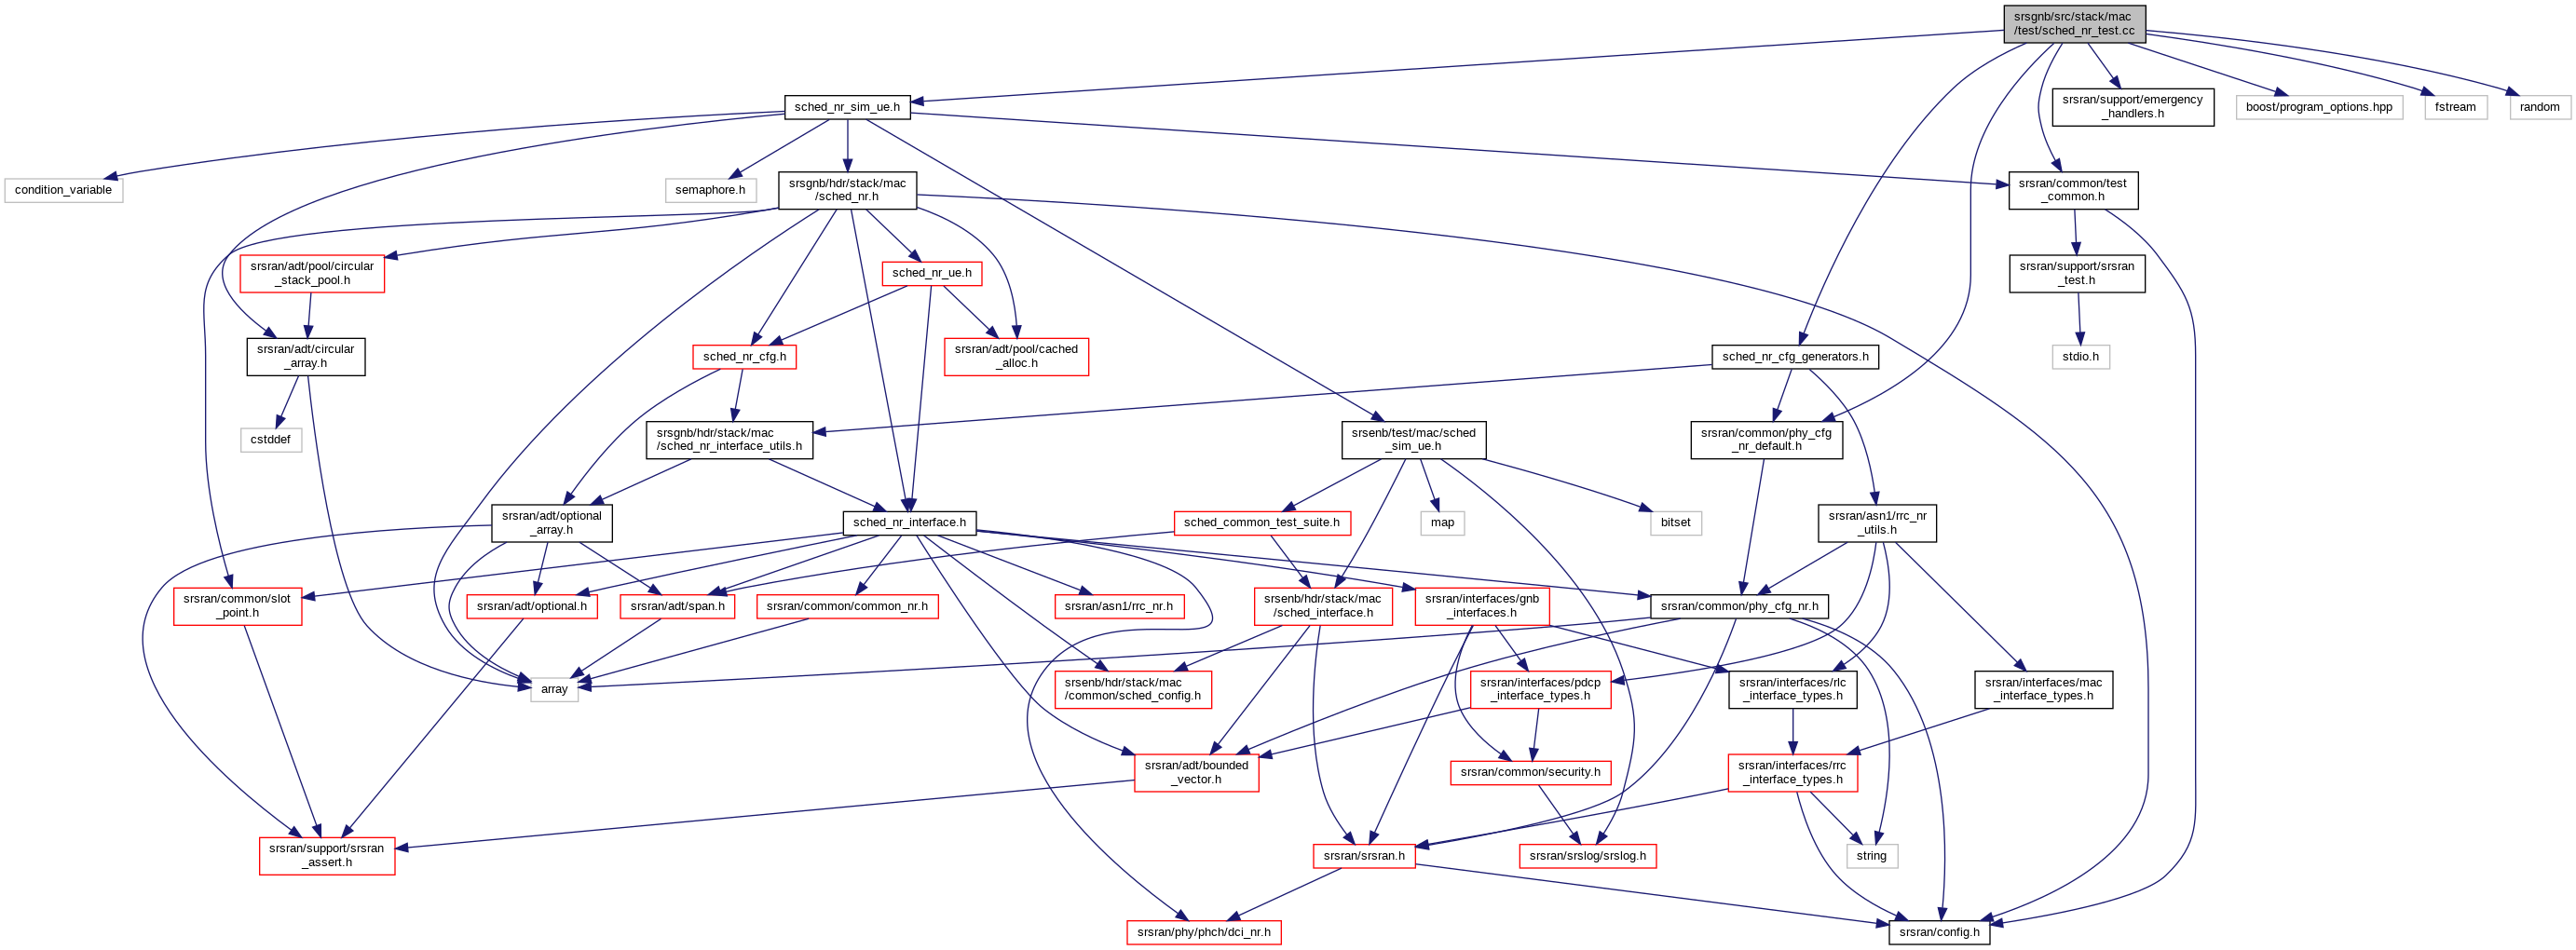 srsgnb/src/stack/mac
/test/sched_nr_test.cc
sched_nr_sim_ue.h
srsran/support/emergency
_handlers.h
boost/program_options.hpp
fstream
random
condition_variable
semaphore.h
srsgnb/hdr/stack/mac
/sched_nr.h
srsran/common/test
_common.h
srsran/adt/pool/circular
_stack_pool.h
sched_nr_ue.h
srsran/support/srsran
_test.h
srsran/adt/circular
_array.h
sched_nr_cfg.h
srsran/adt/pool/cached
_alloc.h
sched_nr_cfg_generators.h
stdio.h
cstddef
srsgnb/hdr/stack/mac
/sched_nr_interface_utils.h
srsenb/test/mac/sched
_sim_ue.h
srsran/common/phy_cfg
_nr_default.h
srsran/adt/optional
_array.h
sched_nr_interface.h
sched_common_test_suite.h
map
bitset
srsran/asn1/rrc_nr
_utils.h
srsran/common/slot
_point.h
srsran/adt/optional.h
srsran/adt/span.h
srsran/common/common_nr.h
srsran/asn1/rrc_nr.h
srsenb/hdr/stack/mac
/sched_interface.h
srsran/interfaces/gnb
_interfaces.h
srsran/common/phy_cfg_nr.h
array
srsenb/hdr/stack/mac
/common/sched_config.h
srsran/interfaces/pdcp
_interface_types.h
srsran/interfaces/rlc
_interface_types.h
srsran/interfaces/mac
_interface_types.h
srsran/adt/bounded
_vector.h
srsran/common/security.h
srsran/interfaces/rrc
_interface_types.h
srsran/support/srsran
_assert.h
srsran/srsran.h
srsran/srslog/srslog.h
string
srsran/phy/phch/dci_nr.h
srsran/config.h